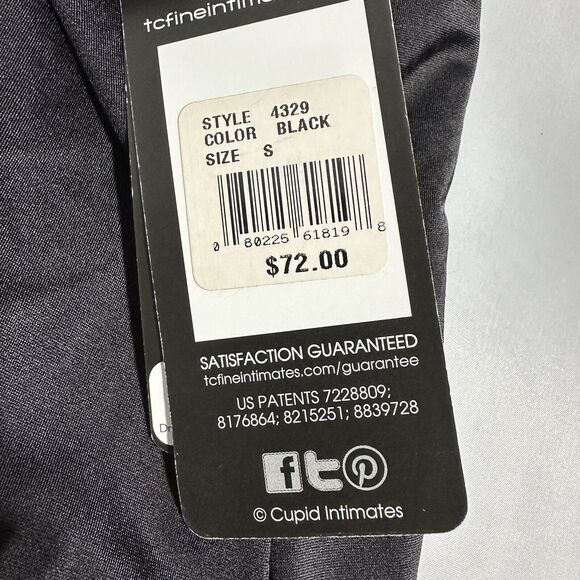 tcfineintimates
STYLE 4329
COLOR BLACK
SIZE S
0 80225 61819 8
$72.00
SATISFACTION GUARANTEED
tcfineintimates.com/guarantee
US PATENTS 7228809;
8176864; 8215251; 8839728
© Cupid Intimates